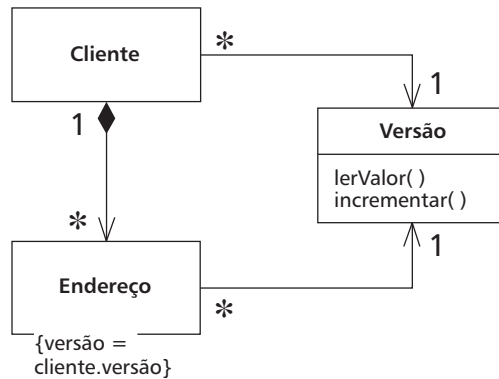 Cliente
*
1
1
Versão
lerValor( )
incrementar( )
*
1
Endereço
*
{versão =
cliente.versão}